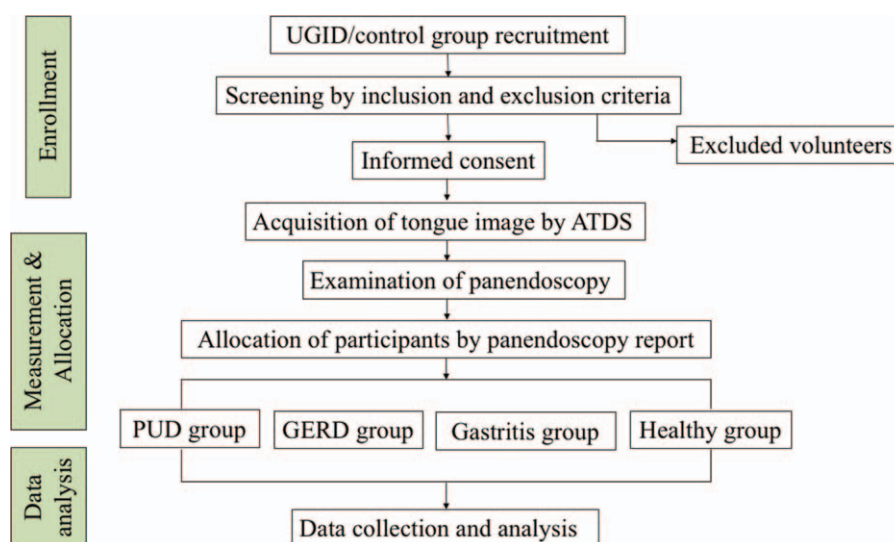 Enrollment
UGID/control group recruitment
Screening by inclusion and exclusion criteria
Excluded volunteers
Informed consent
Measurement &
Allocation
Acquisition of tongue image by ATDS
Examination of panendoscopy
Allocation of participants by panendoscopy report
PUD group
GERD group
Gastritis group
Healthy group
Data
analysis
Data collection and analysis